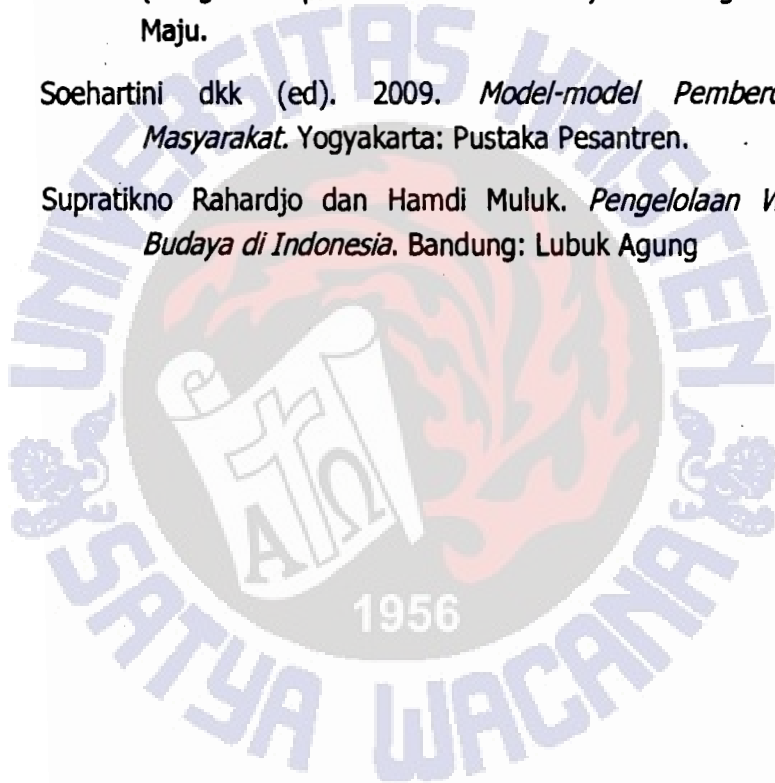 Maju.
Soehartini dkk (ed). 2009. Model-model
Masyarakat. Yogyakarta: Pustaka Pesantren.
Supratikno Rahardjo dan Hamdi Muluk. Pengelolaan
Budaya di Indonesia. Bandung: Lubuk Agung
UNIVERSITAS KRISTEN
Α Ω
1956
SATYA WACANA